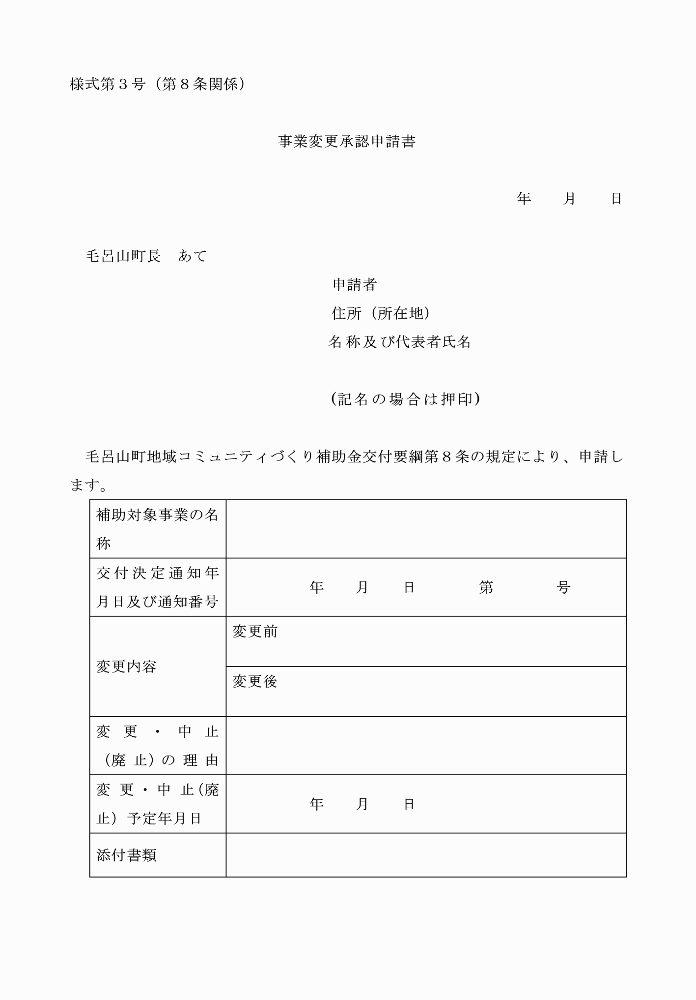 様式第３号（第８条関係）
事業変更承認申請書
年　　月　　日
毛呂山町長　あて
申請者
住所（所在地）
名称及び代表者氏名
(記名の場合は押印)
毛呂山町地域コミュニティづくり補助金交付要綱第８条の規定により、申請し
ます。
補助対象事業の名
称
交付決定通知年
月日及び通知番号
年　　月　　日　　　　第　　　　号
変更内容
変更前
変更後
変更・中止
（廃止）の理由
変更・中止（廃
止）予定年月日
年　　月　　日
添付書類